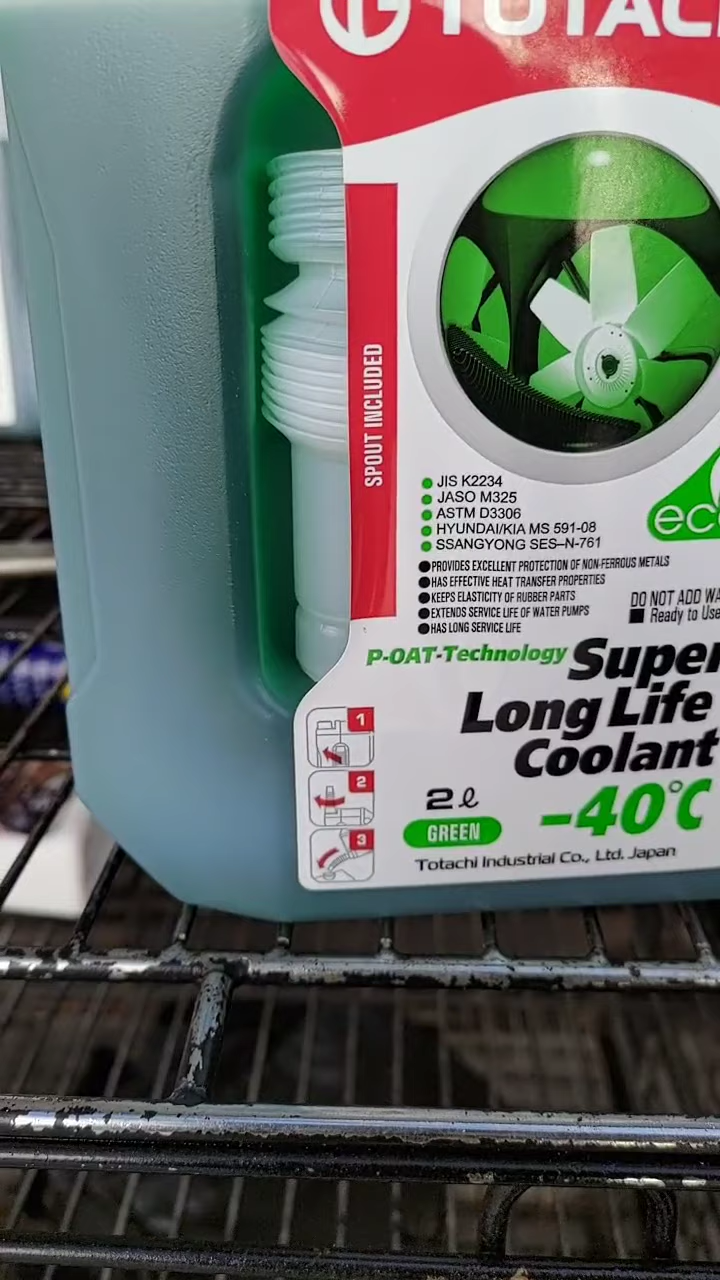 TOTACHI
SPOUT INCLUDED
JIS K2234
JASO M325
ASTM D3306
HYUNDAI/KIA MS 591-08
SSANGYONG SES-N-761
eco
PROVIDES EXCELLENT PROTECTION OF NON-FERROUS METALS
HAS EFFECTIVE HEAT TRANSFER PROPERTIES
KEEPS ELASTICITY OF RUBBER PARTS
EXTENDS SERVICE LIFE OF WATER PUMPS
HAS LONG SERVICE LIFE
DO NOT ADD WA
Ready to Use
P-OAT-Technology Super
Long Life
Coolant
1
2
3
2ℓ
-40°C
GREEN
Totachi Industrial Co., Ltd. Japan